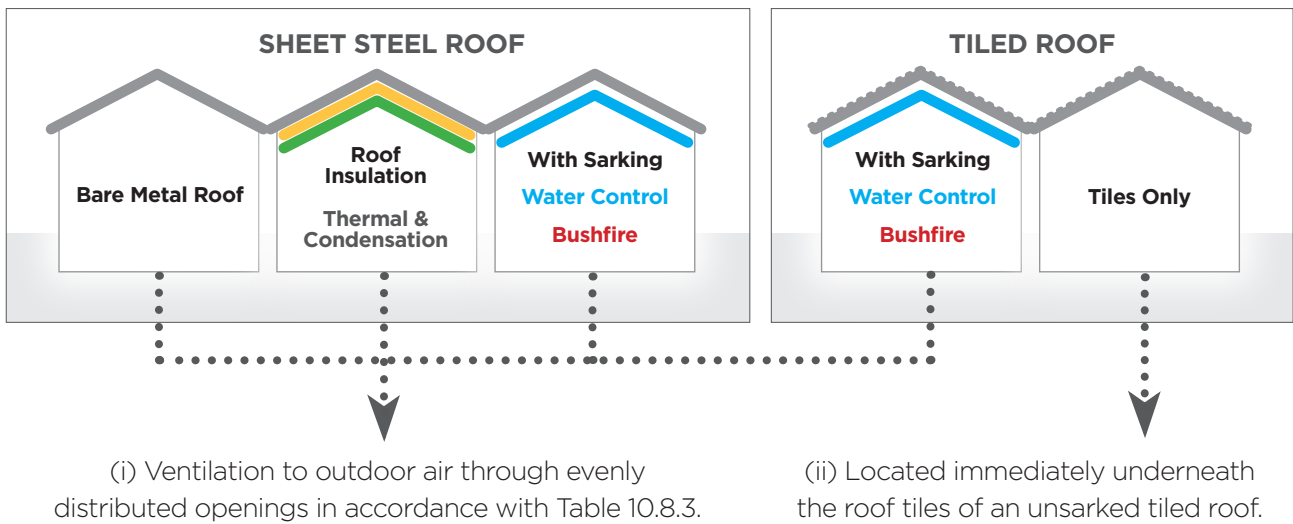 SHEET STEEL ROOF
Bare Metal Roof
Roof
Insulation
Thermal &
Condensation
With Sarking
Water Control
Bushfire
TILED ROOF
With Sarking
Water Control
Bushfire
Tiles Only
(i) Ventilation to outdoor air through evenly
distributed openings in accordance with Table 10.8.3.
(ii) Located immediately underneath
the roof tiles of an unsarked tiled roof.